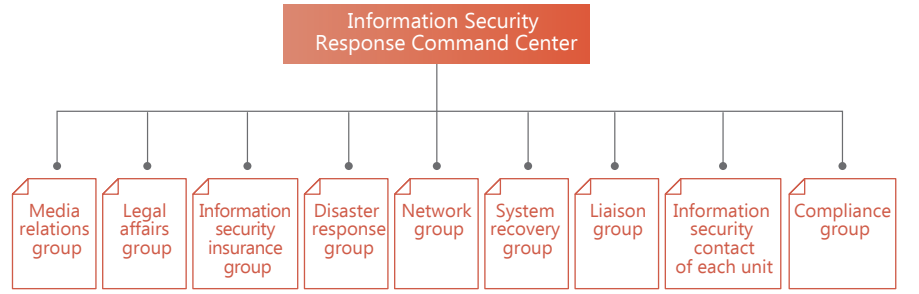 Information Security
Response Command Center
Media
relations
group
Legal
affairs
group
Information
security
insurance
group
Disaster
response
group
Network
group
System
recovery
group
Liaison
group
Information
security
contact
of each unit
Compliance
group